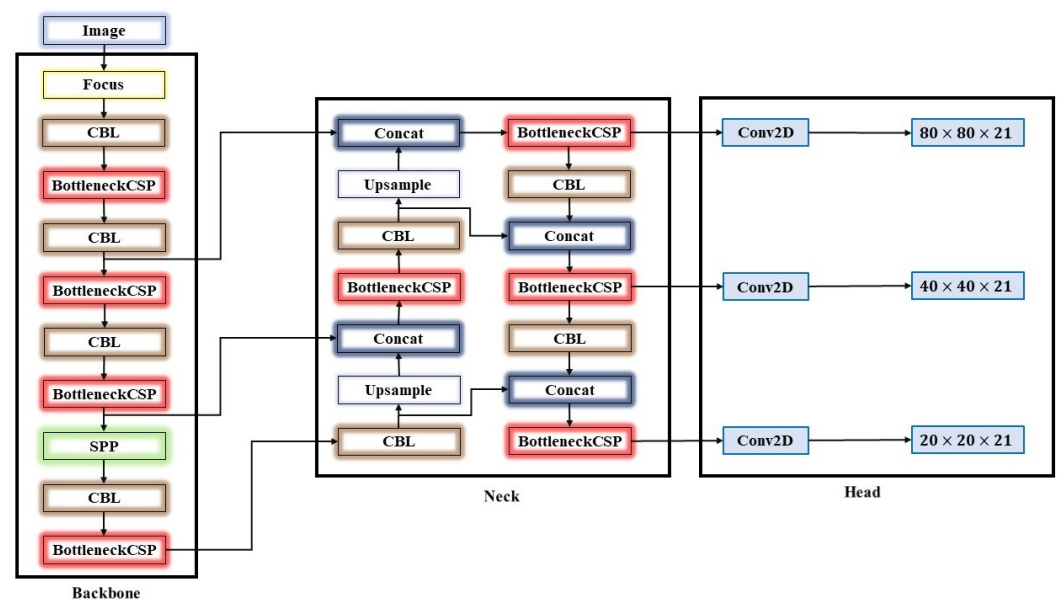 Image
Focus
CBL
BottleneckCSP
CBL
BottleneckCSP
CBL
BottleneckCSP
SPP
CBL
BottleneckCSP
Backbone
Concat
Upsample
CBL
BottleneckCSP
Concat
Upsample
CBL
BottleneckCSP
CBL
Concat
BottleneckCSP
CBL
Concat
BottleneckCSP
Neck
Conv2D
80 × 80 × 21
Conv2D
40 × 40 × 21
Conv2D
20 × 20 × 21
Head